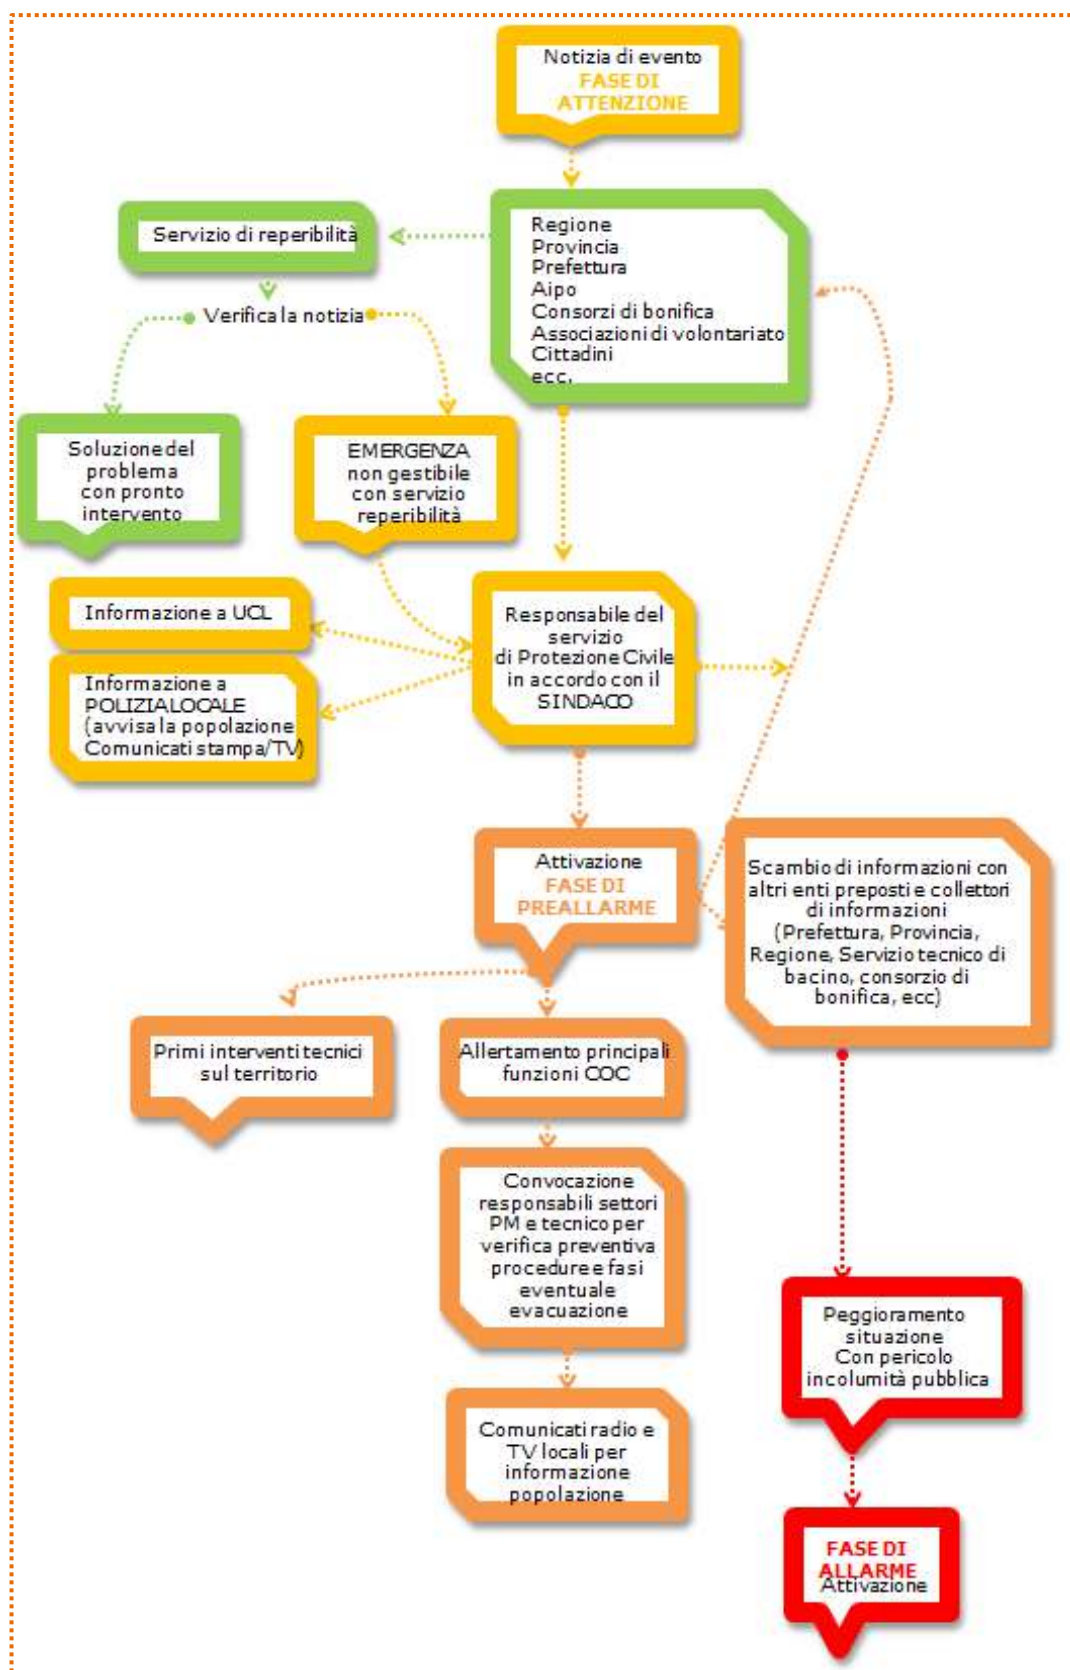 Notizia di evento
FASE DI
ATTENZIONE
Regione
Provincia
Prefettura
Aipo
Consorzi di bonifica
Associazioni di volontariato
Cittadini
ecc.
Servizio di reperibilità
Verifica la notizia
Soluzione del
problema
con pronto
intervento
EMERGENZA
non gestibile
con servizio
reperibilità
Informazione a UCL
Informazione a
POLIZIA LOCALE
(avvisa la popolazione
Comunicati stampa/TV)
Responsabile del
servizio
di Protezione Civile
in accordo con il
SINDACO
Attivazione
FASE DI
PREALLARME
Scambio di informazioni con
altri enti preposti e collettori
di informazioni
(Prefettura, Provincia,
Regione, Servizio tecnico di
bacino, consorzio di
bonifica, ecc)
Primi interventi tecnici
sul territorio
Allertamento principali
funzioni COC
Convocazione
responsabili settori
PM e tecnico per
verifica preventiva
procedure e fasi
eventuale
evacuazione
Comunicati radio e
TV locali per
informazione
popolazione
Peggioramento
situazione
Con pericolo
incolumità pubblica
FASE DI
ALLARME
Attivazione